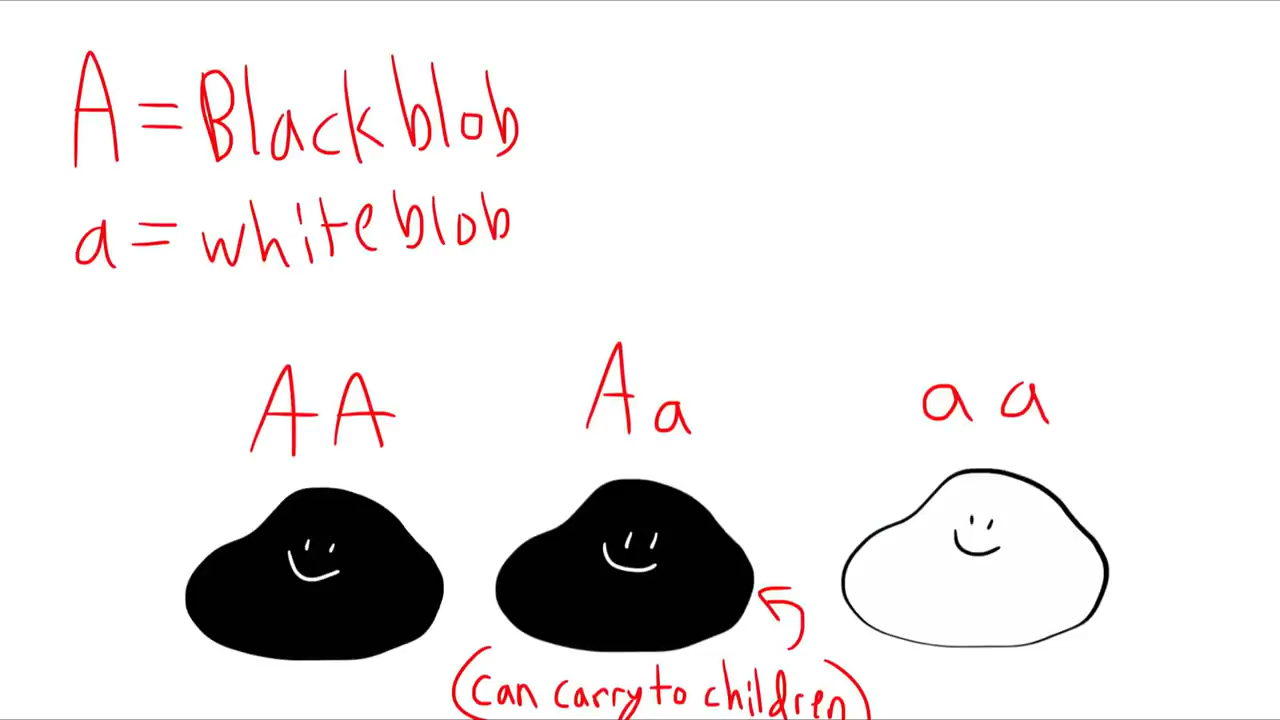 A = Black blob
a = white blob
AA
Aa
aa
(can carry to children)